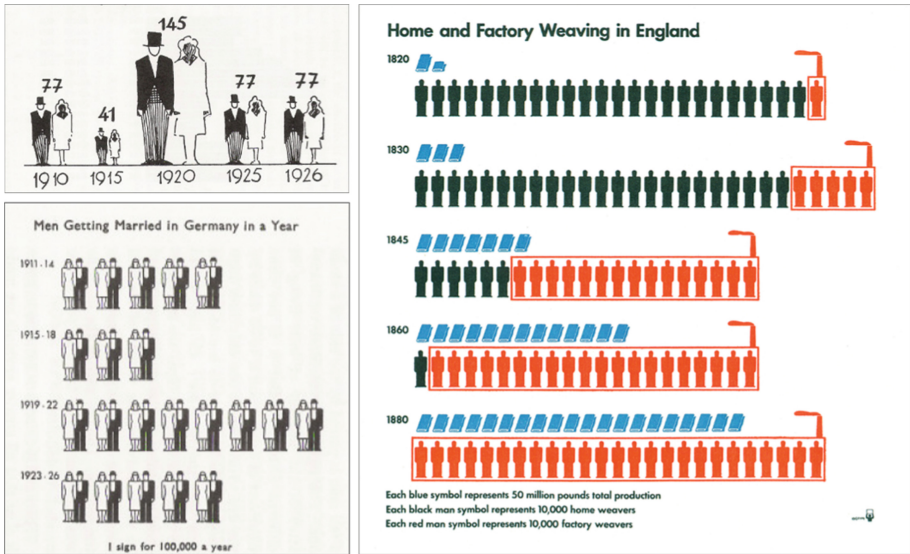 145
77
41
77
77
1910 1915 1920 1925 1926
Men Getting Married in Germany in a Year
1911-14
1915-18
1919-22
1923-26
1 sign for 100,000 a year
Home and Factory Weaving in England
1820
1830
1845
1860
1880
Each blue symbol represents 50 million pounds total production
Each black man symbol represents 10,000 home weavers
Each red man symbol represents 10,000 factory weavers